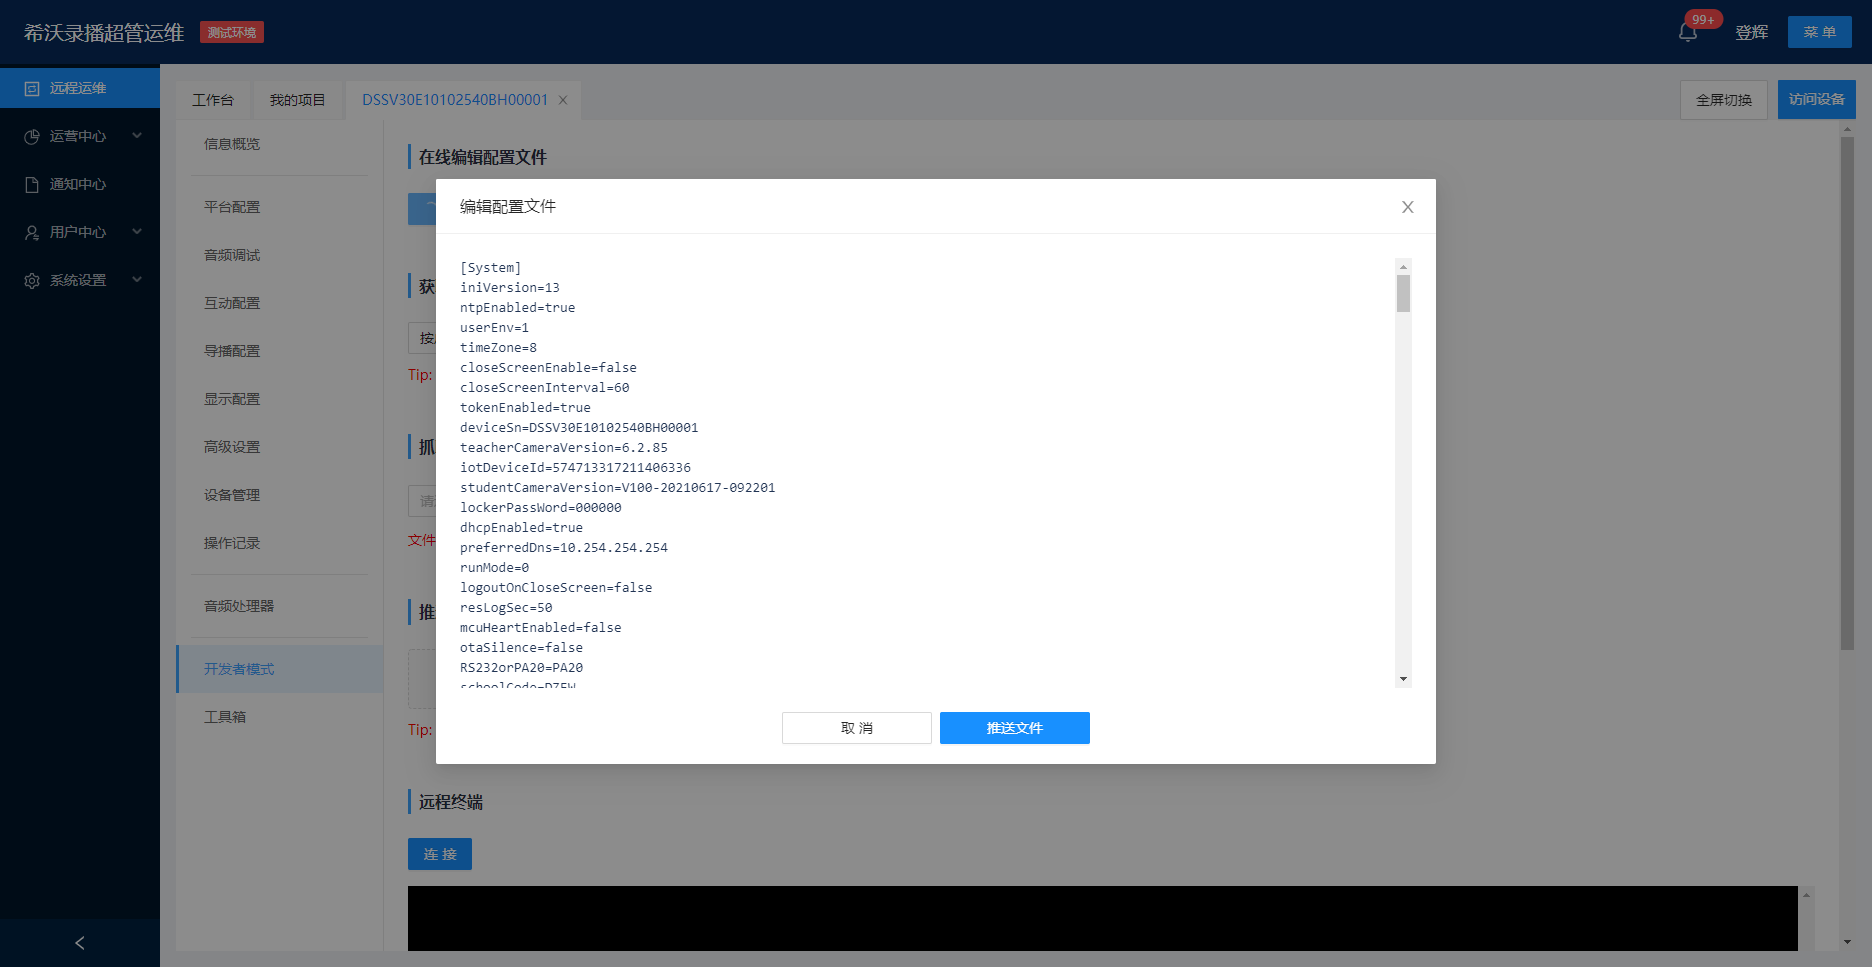 希沃录播超管运维
测试环境
99+
登辉
菜 单
远程运维
运营中心
通知中心
用户中心
系统设置
工作台
我的项目
DSSV30E10102540BH00001
全屏切换
访问设备
信息概览
平台配置
音频调试
互动配置
导播配置
显示配置
高级设置
设备管理
操作记录
音频处理器
开发者模式
工具箱
在线编辑配置文件
获
按
Tip:
抓
请
文件
推
Tip:
编辑配置文件
[System]
iniVersion=13
ntpEnabled=true
userEnv=1
timeZone=8
closeScreenEnable=false
closeScreenInterval=60
tokenEnabled=true
deviceSn=DSSV30E10102540BH00001
teacherCameraVersion=6.2.85
iotDeviceId=574713317211406336
studentCameraVersion=V100-20210617-092201
lockerPassWord=000000
dhcpEnabled=true
preferredDns=10.254.254.254
runMode=0
logoutOnCloseScreen=false
resLogSec=50
mcuHeartEnabled=false
otaSilence=false
RS232orPA20=PA20
取 消
推送文件
远程终端
连 接